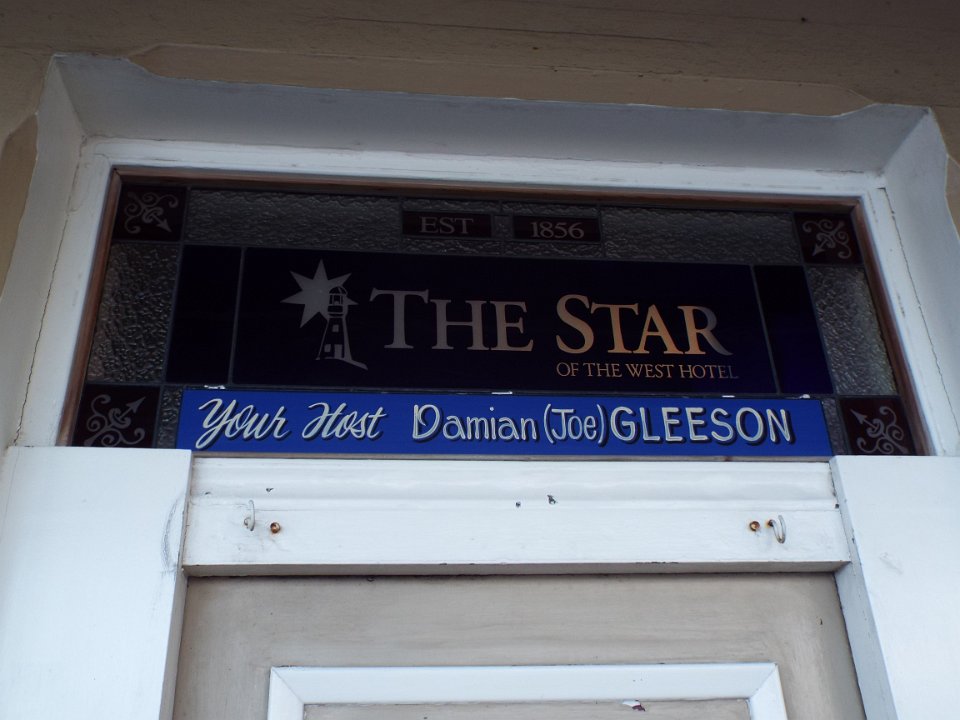 EST 1856
THE STAR
OF THE WEST HOTEL
Your Host Damian (Joe) GLEESON